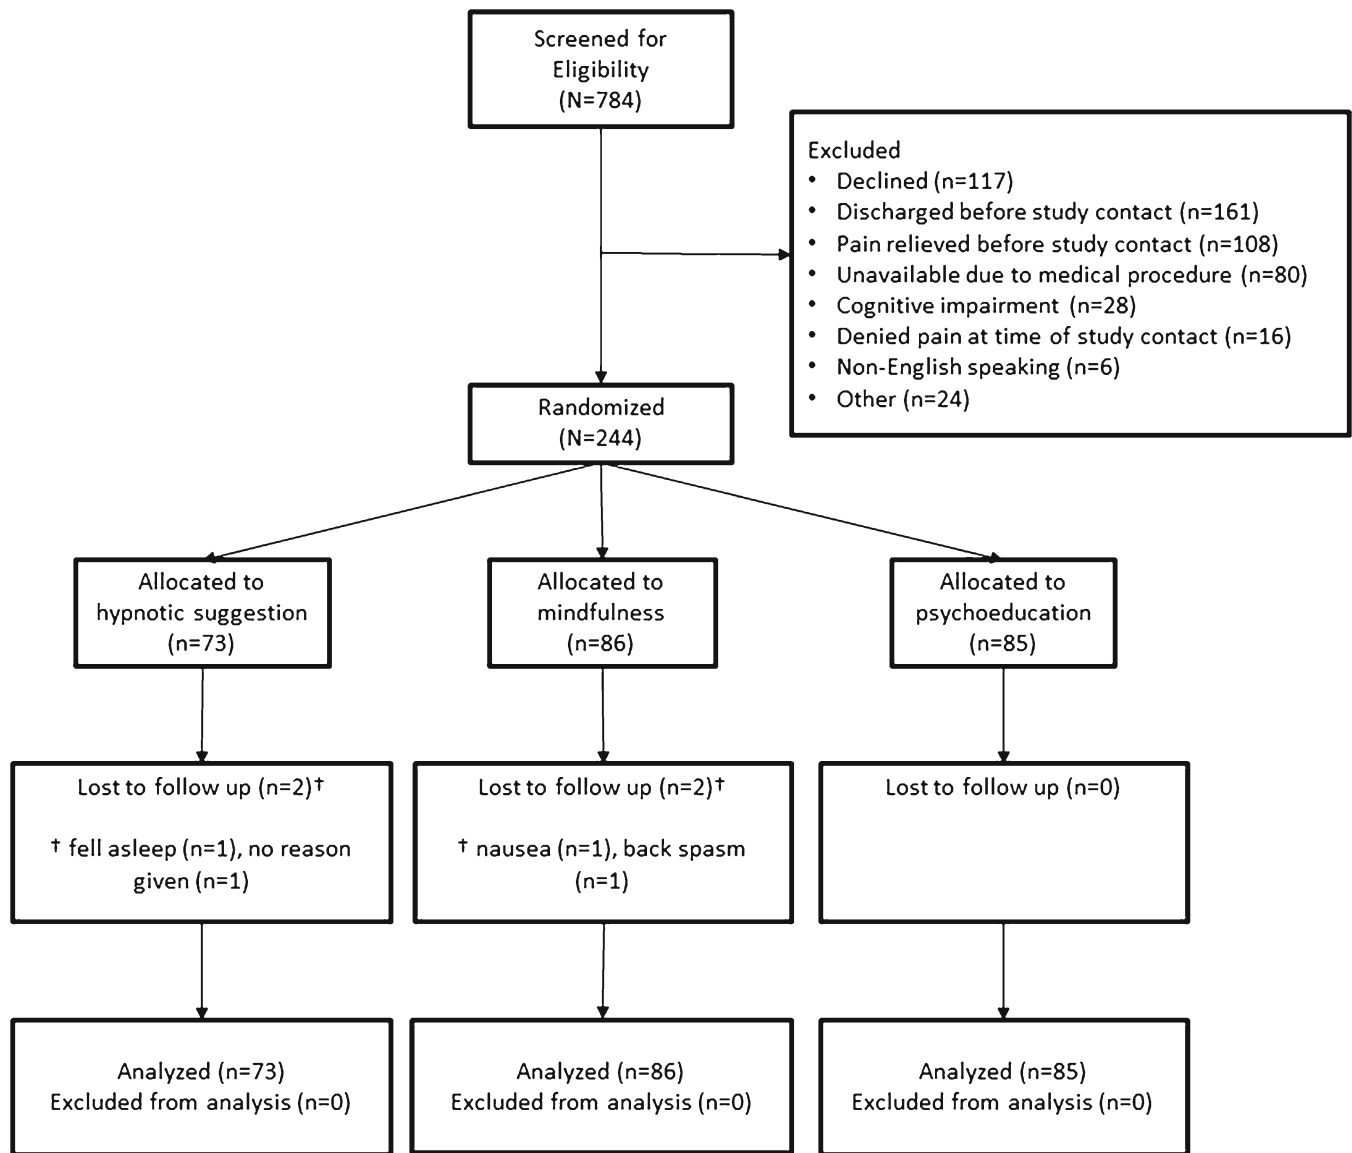 Screened for
Eligibility
(N=784)
Excluded
• Declined (n=117)
• Discharged before study contact (n=161)
• Pain relieved before study contact (n=108)
• Unavailable due to medical procedure (n=80)
• Cognitive impairment (n=28)
• Denied pain at time of study contact (n=16)
• Non-English speaking (n=6)
• Other (n=24)
Randomized
(N=244)
Allocated to
hypnotic suggestion
(n=73)
Allocated to
mindfulness
(n=86)
Allocated to
psychoeducation
(n=85)
Lost to follow up (n=2)†
† fell asleep (n=1), no reason
given (n=1)
Lost to follow up (n=2)†
† nausea (n=1), back spasm
(n=1)
Lost to follow up (n=0)
Analyzed (n=73)
Excluded from analysis (n=0)
Analyzed (n=86)
Excluded from analysis (n=0)
Analyzed (n=85)
Excluded from analysis (n=0)